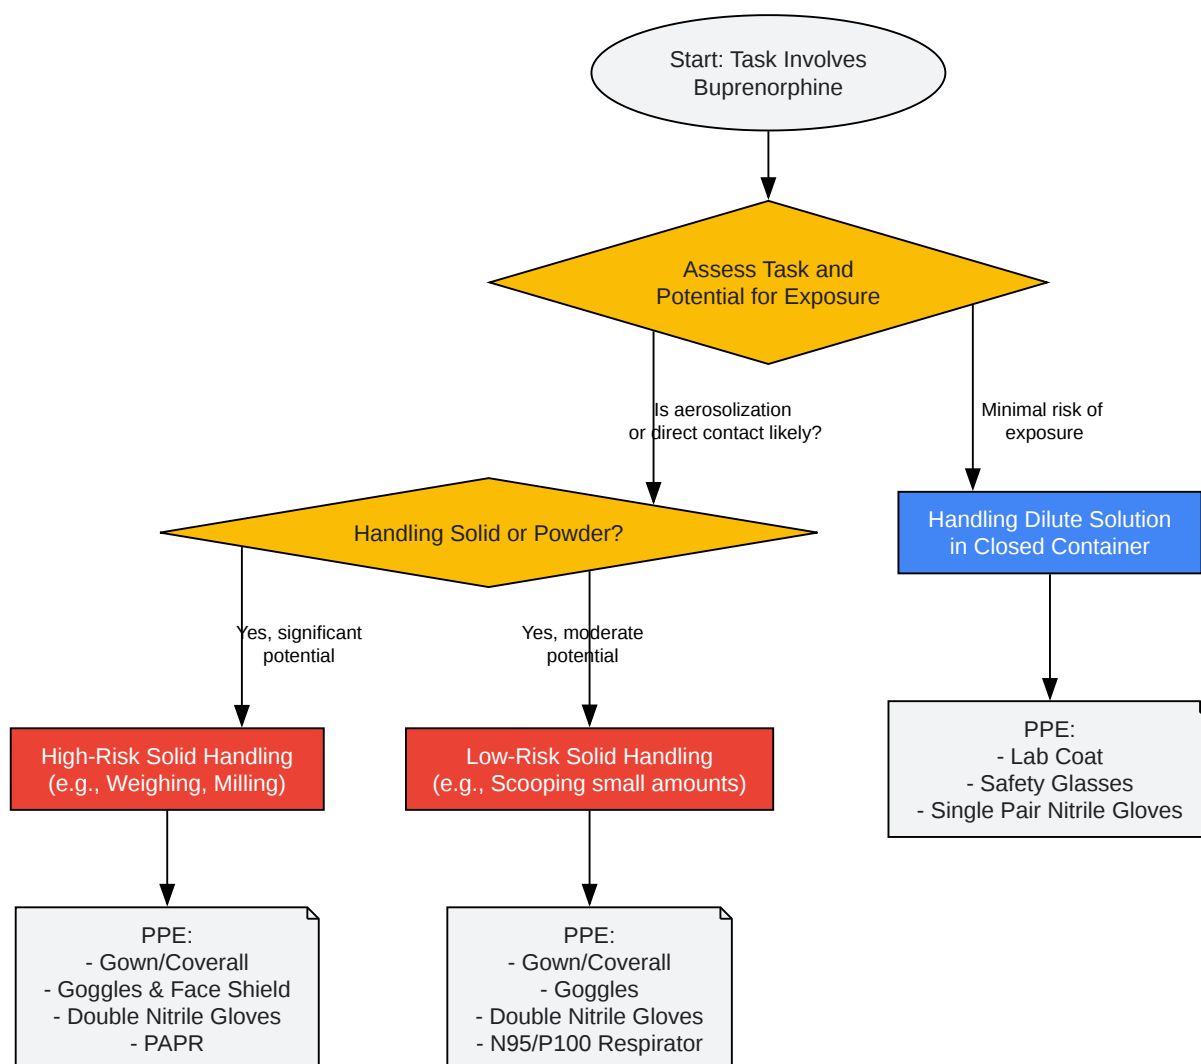 Start: Task Involves
Buprenorphine
Assess Task and
Potential for Exposure
Is aerosolization
or direct contact likely?
Minimal risk of
exposure
Handling Solid or Powder?
Handling Dilute Solution
in Closed Container
Yes, significant
potential
Yes, moderate
potential
High-Risk Solid Handling
(e.g., Weighing, Milling)
Low-Risk Solid Handling
(e.g., Scooping small amounts)
PPE:
- Lab Coat
- Safety Glasses
- Single Pair Nitrile Gloves
PPE:
- Gown/Coverall
- Goggles & Face Shield
- Double Nitrile Gloves
- PAPR
PPE:
- Gown/Coverall
- Goggles
- Double Nitrile Gloves
- N95/P100 Respirator